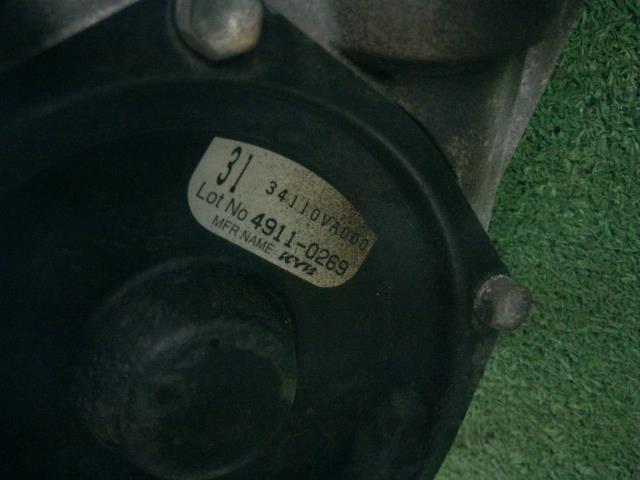 31 34110VA000
Lot No 4911-0269
MFR NAME: KYB